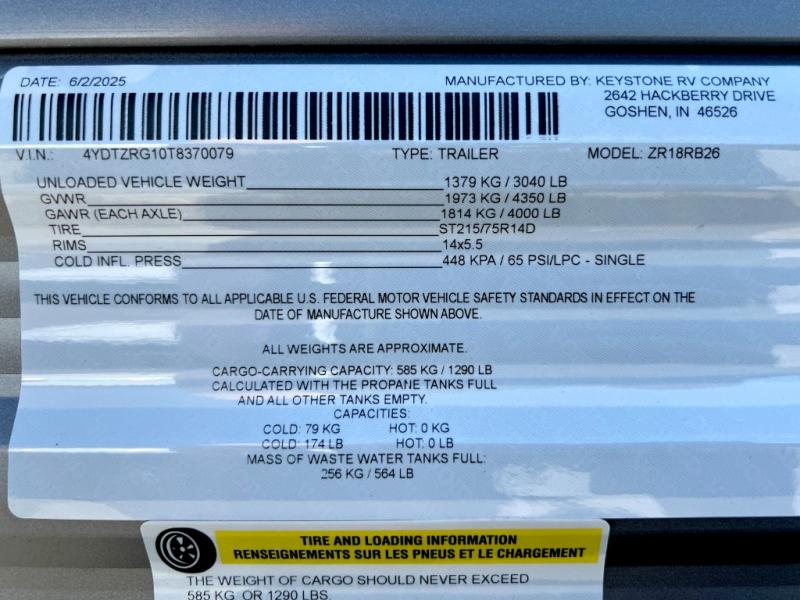 DATE: 6/2/2025 MANUFACTURED BY: KEYSTONE RV COMPANY
2642 HACKBERRY DRIVE
GOSHEN, IN 46526
V.I.N.: 4YDTZRG10T8370079 TYPE: TRAILER MODEL: ZR18RB26
UNLOADED VEHICLE WEIGHT 1379 KG / 3040 LB
GVWR 1973 KG / 4350 LB
GAWR (EACH AXLE) 1814 KG / 4000 LB
TIRE ST215/75R14D
RIMS 14x5.5
COLD INFL. PRESS 448 KPA / 65 PSI/LPC - SINGLE
THIS VEHICLE CONFORMS TO ALL APPLICABLE U.S. FEDERAL MOTOR VEHICLE SAFETY STANDARDS IN EFFECT ON THE
DATE OF MANUFACTURE SHOWN ABOVE.
ALL WEIGHTS ARE APPROXIMATE.
CARGO-CARRYING CAPACITY: 585 KG / 1290 LB
CALCULATED WITH THE PROPANE TANKS FULL
AND ALL OTHER TANKS EMPTY.
CAPACITIES:
COLD: 79 KG HOT: 0 KG
COLD: 174 LB HOT: 0 LB
MASS OF WASTE WATER TANKS FULL:
256 KG / 564 LB
TIRE AND LOADING INFORMATION
RENSEIGNEMENTS SUR LES PNEUS ET LE CHARGEMENT
THE WEIGHT OF CARGO SHOULD NEVER EXCEED
585 KG OR 1290 LBS